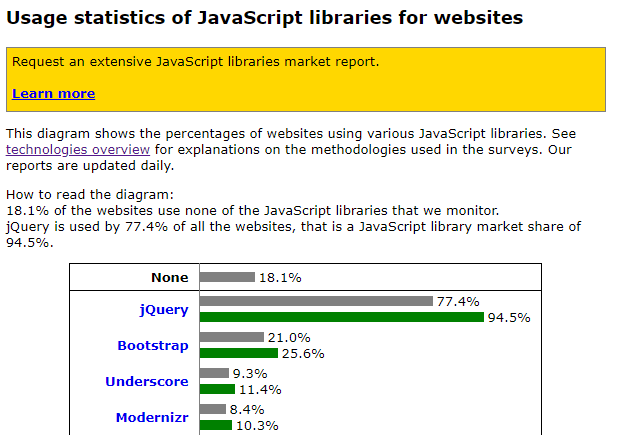 Usage statistics of JavaScript libraries for websites
Request an extensive JavaScript libraries market report.
Learn more
This diagram shows the percentages of websites using various JavaScript libraries. See
technologies overview for explanations on the methodologies used in the surveys. Our
reports are updated daily.
How to read the diagram:
18.1% of the websites use none of the JavaScript libraries that we monitor.
jQuery is used by 77.4% of all the websites, that is a JavaScript library market share of
94.5%.
None 18.1%
jQuery 77.4%
94.5%
Bootstrap 21.0%
25.6%
Underscore 9.3%
11.4%
Modernizr 8.4%
10.3%